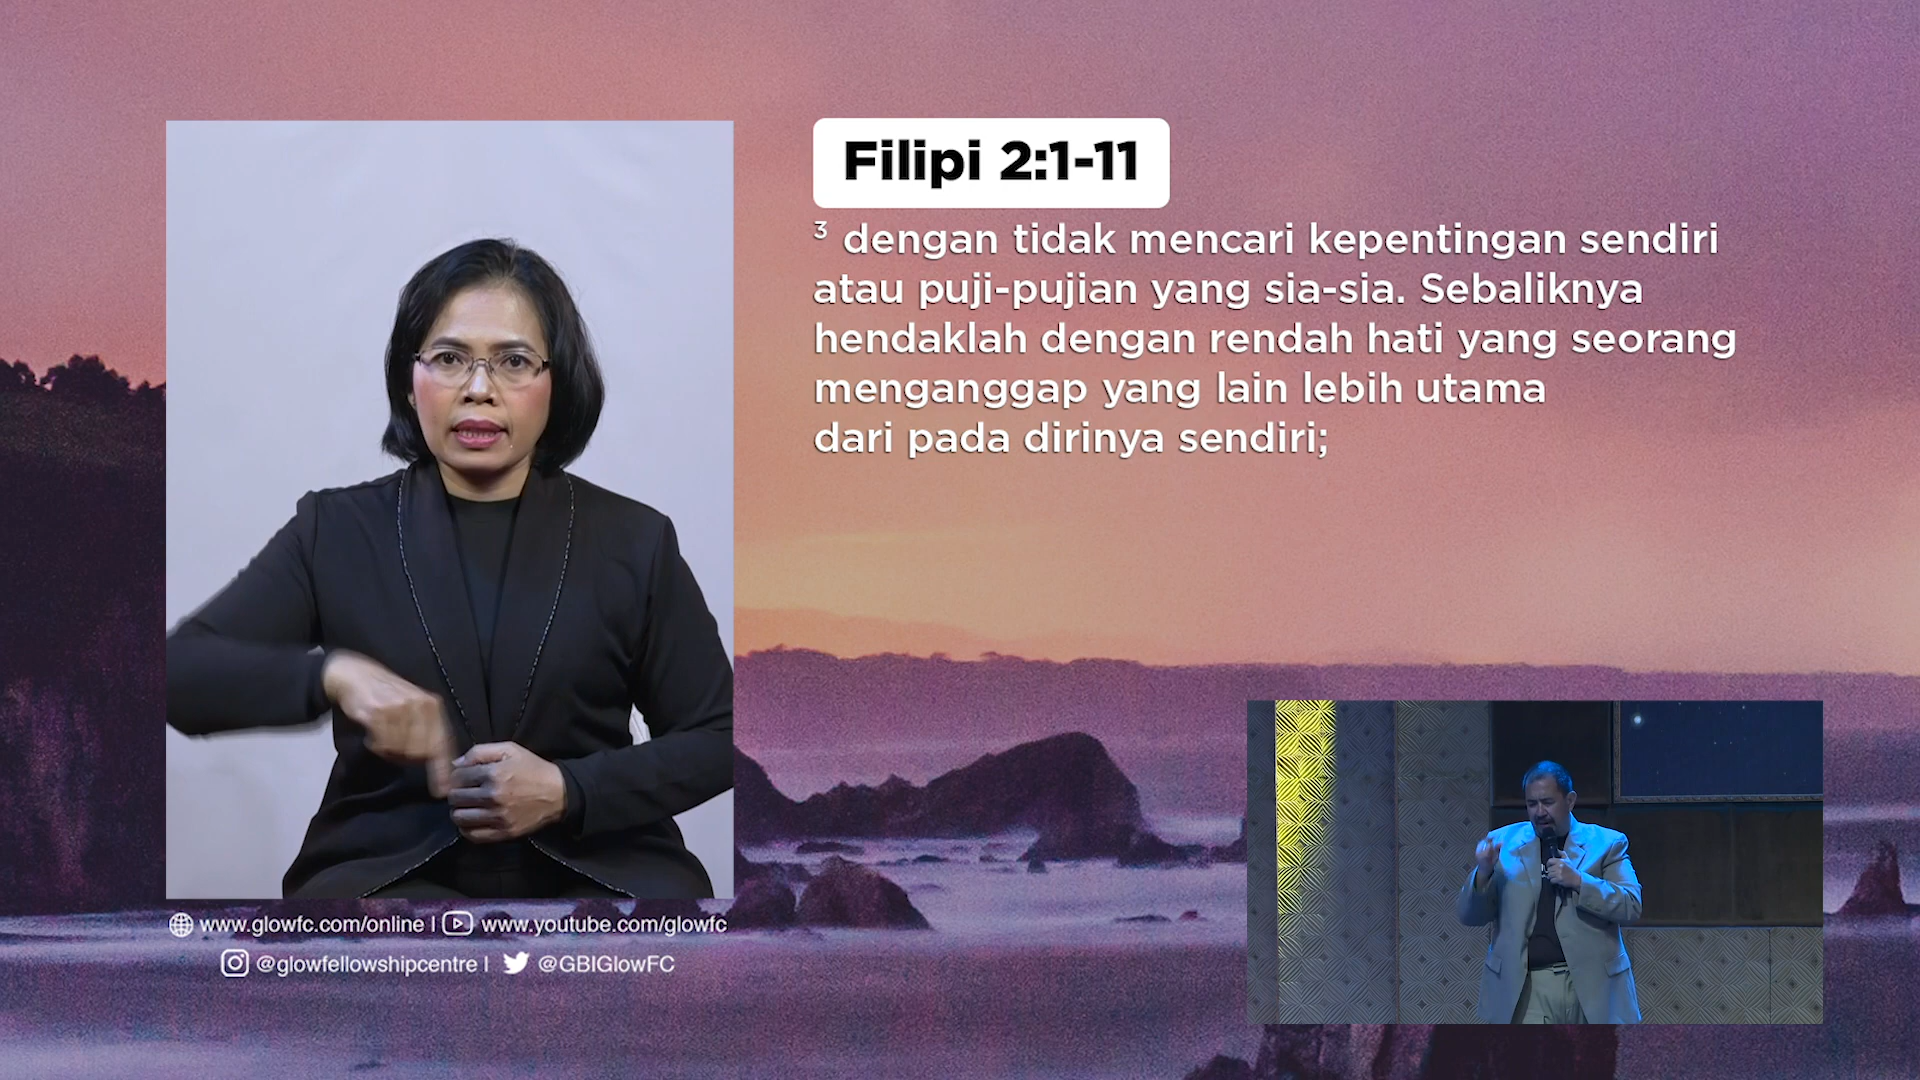 Filipi 2:1-11
3 dengan tidak mencari kepentingan sendiri
atau puji-pujian yang sia-sia. Sebaliknya
hendaklah dengan rendah hati yang seorang
menganggap yang lain lebih utama
dari pada dirinya sendiri;
www.glowfc.com/online | www.youtube.com/glowfc
@glowfellowshipcentre | @GBIGlowFC